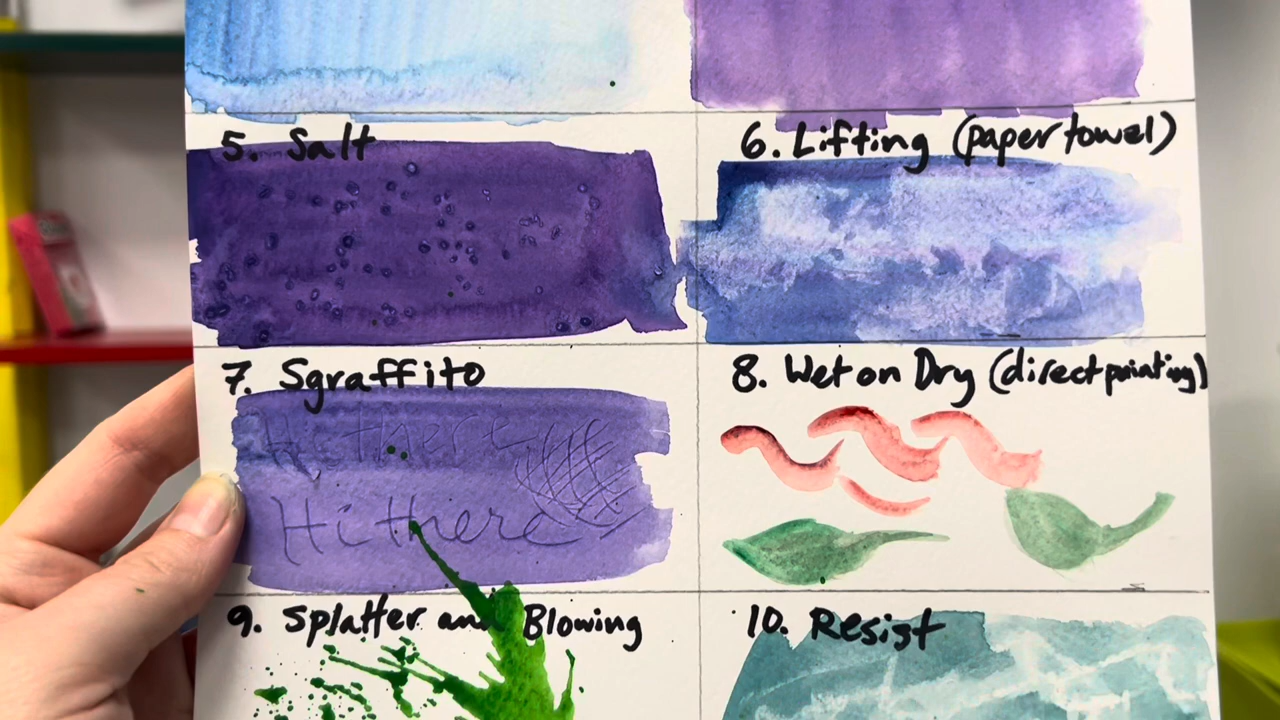 5. Salt
6. Lifting (paper towel)
7. Sgraffito
Hi there
Hi there
8. Wet on Dry (direct painting)
9. Splatter and Blowing
10. Resist